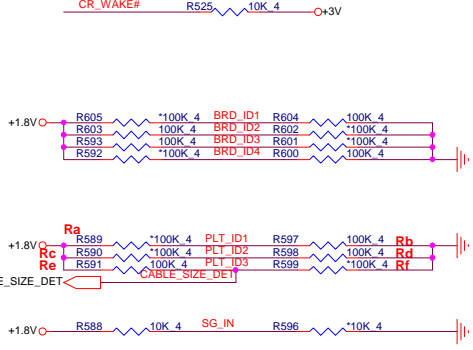 CR_WAKE# R525 10K_4 +3V
+1.8V R605 *100K_4 BRD_ID1 R604 100K_4
R603 100K_4 BRD_ID2 R602 *100K_4
R593 100K_4 BRD_ID3 R601 *100K_4
R592 *100K_4 BRD_ID4 R600 100K_4
Ra
+1.8V R589 *100K_4 PLT_ID1 R597 100K_4 Rb
Rc R590 *100K_4 PLT_ID2 R598 100K_4 Rd
Re R591 100K_4 PLT_ID3 R599 *100K_4 Rf
E_SIZE_DET CABLE_SIZE_DET
+1.8V R588 10K_4 SG_IN R596 *10K_4